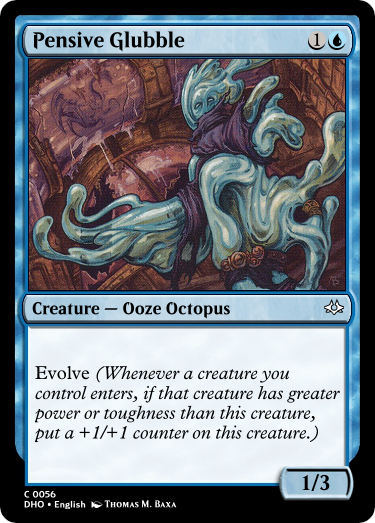 Pensive Glubble 1
Creature — Ooze Octopus
Evolve (Whenever a creature you
control enters, if that creature has greater
power or toughness than this creature,
put a +1/+1 counter on this creature.)
1/3
C 0056
DHO • English Thomas M. Baxa